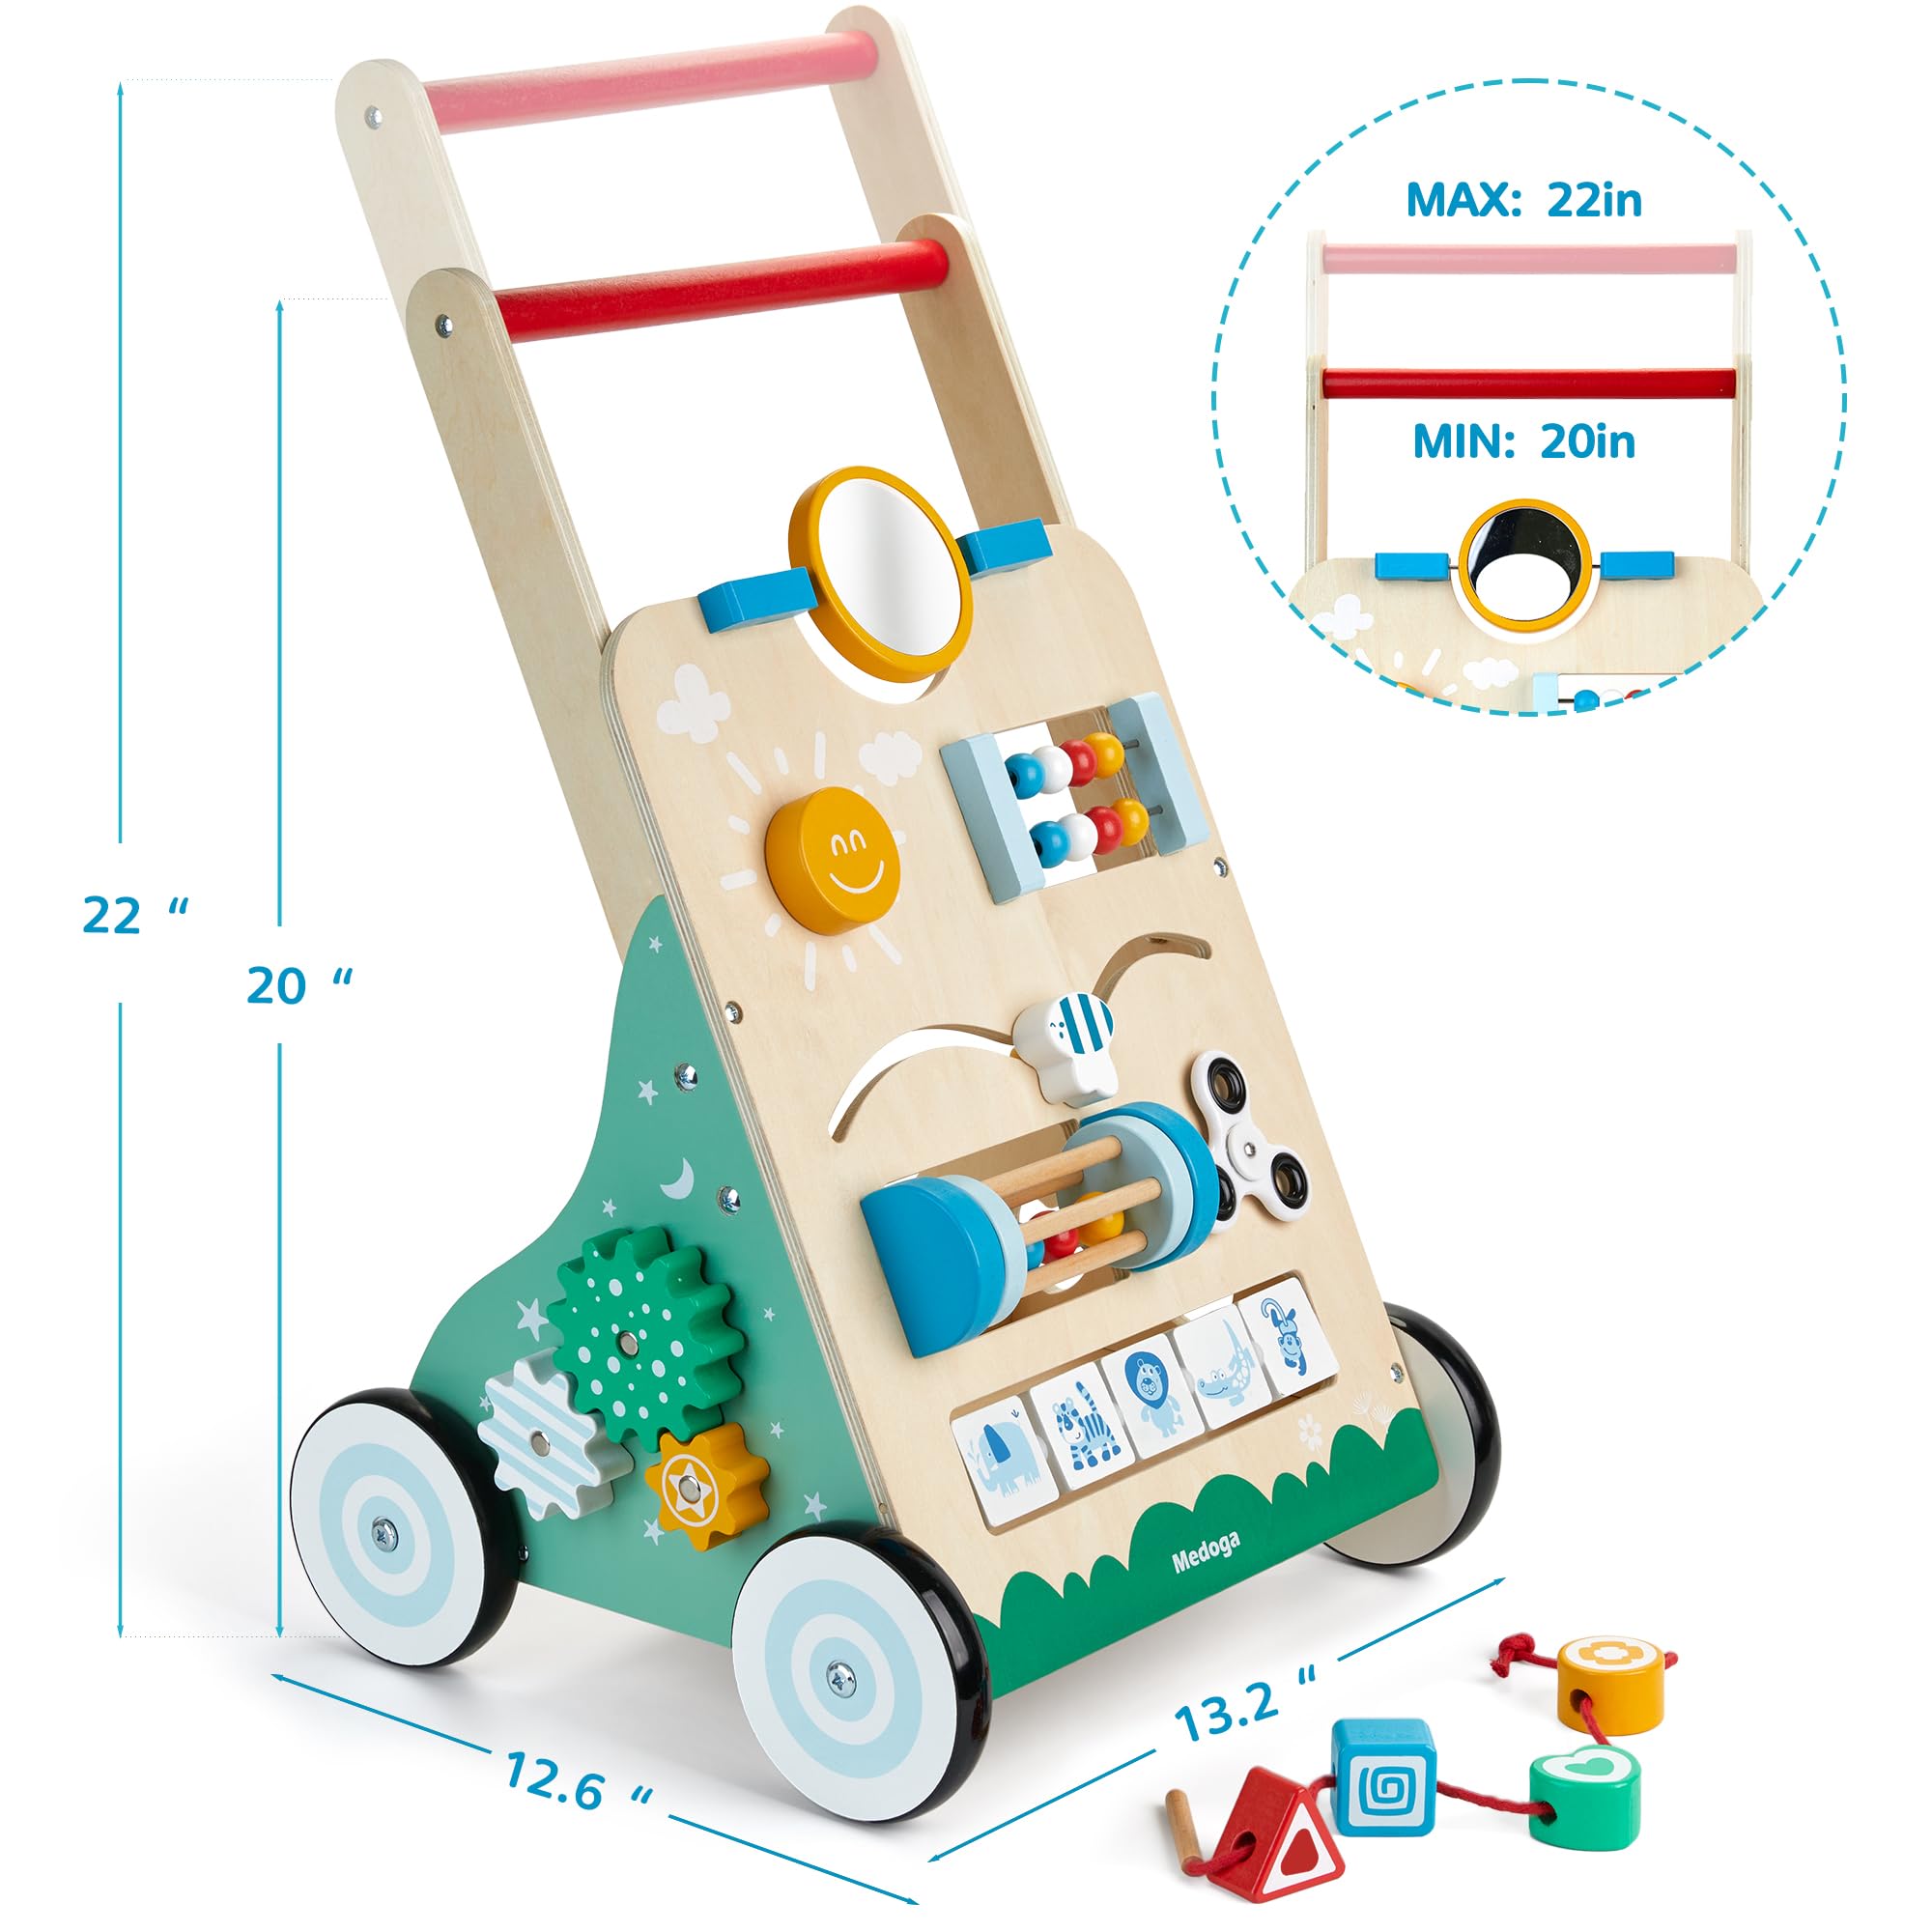 MAX: 22in
MIN: 20in
22 “
20 “
Medoga
12.6 “
13.2 “